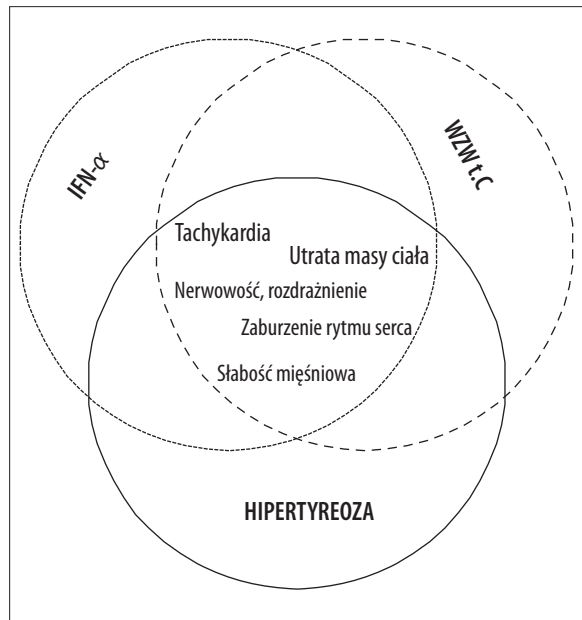 IFN-α
WZW t.C
Tachykardia
Utrata masy ciała
Nerwowość, rozdrażnienie
Zaburzenie rytmu serca
Słabość mięśniowa
HIPERTYREOZA